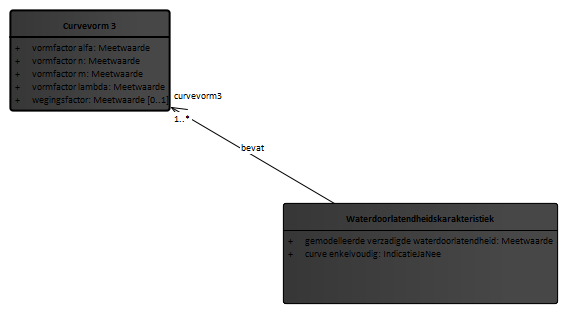 Curvevorm 3
+ vormfactor alfa: Meetwaarde
+ vormfactor n: Meetwaarde
+ vormfactor m: Meetwaarde
+ vormfactor lambda: Meetwaarde
+ wegingsfactor: Meetwaarde [0..1]
curvevorm3
1..*
bevat
Waterdoorlatendheidskarakteristiek
+ gemodelleerde verzadigde waterdoorlatendheid: Meetwaarde
+ curve enkelvoudig: IndicatieJaNee